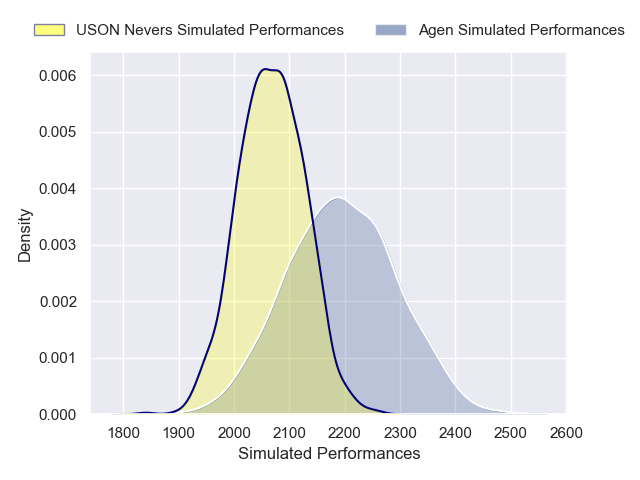 USON Nevers Simulated Performances
Agen Simulated Performances
0.006
0.005
0.004
0.003
0.002
0.001
0.000
Density
1800 1900 2000 2100 2200 2300 2400 2500 2600
Simulated Performances